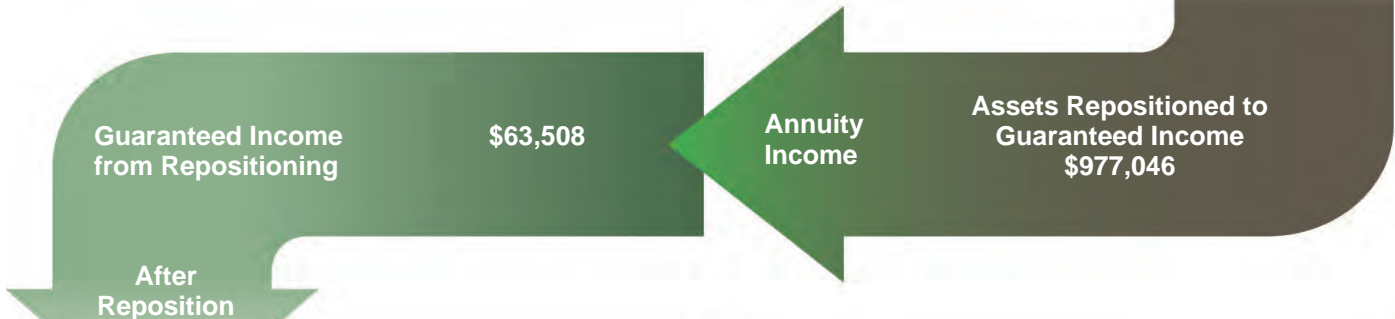 Guaranteed Income
from Repositioning
$63,508
Annuity
Income
Assets Repositioned to
Guaranteed Income
$977,046
After
Reposition